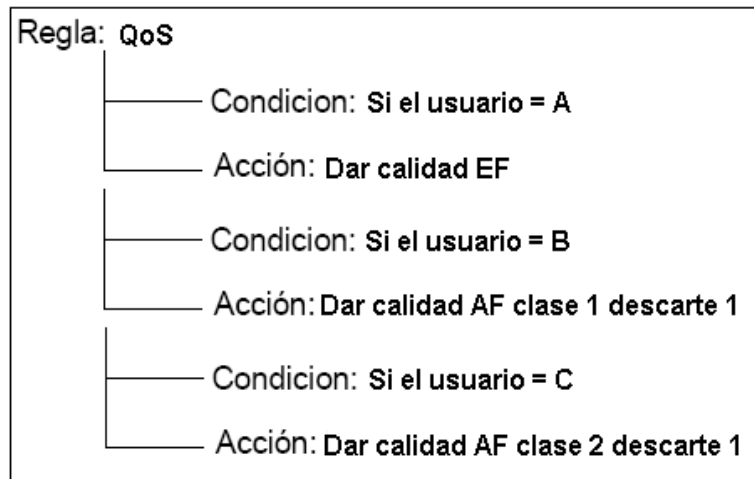 Regla: QoS
Condicion: Si el usuario = A
Acción: Dar calidad EF
Condicion: Si el usuario = B
Acción: Dar calidad AF clase 1 descarte 1
Condicion: Si el usuario = C
Acción: Dar calidad AF clase 2 descarte 1